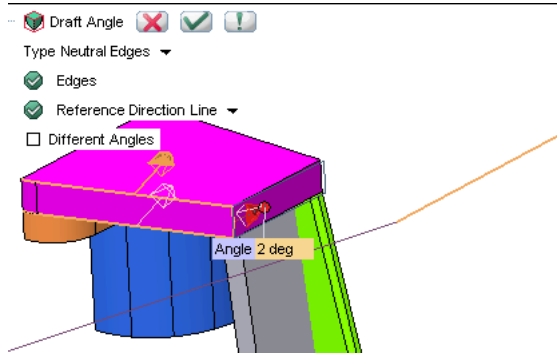 Draft Angle
Type Neutral Edges
Edges
Reference Direction Line
Different Angles
Angle 2 deg